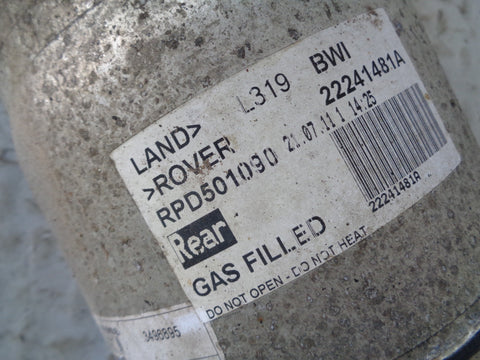 LAND> L319 BWI
>ROVER 22241481A
RPD501090 21.07.11 1 14:25
Rear 22241481A
GAS FILLED
DO NOT OPEN - DO NOT HEAT
3498895